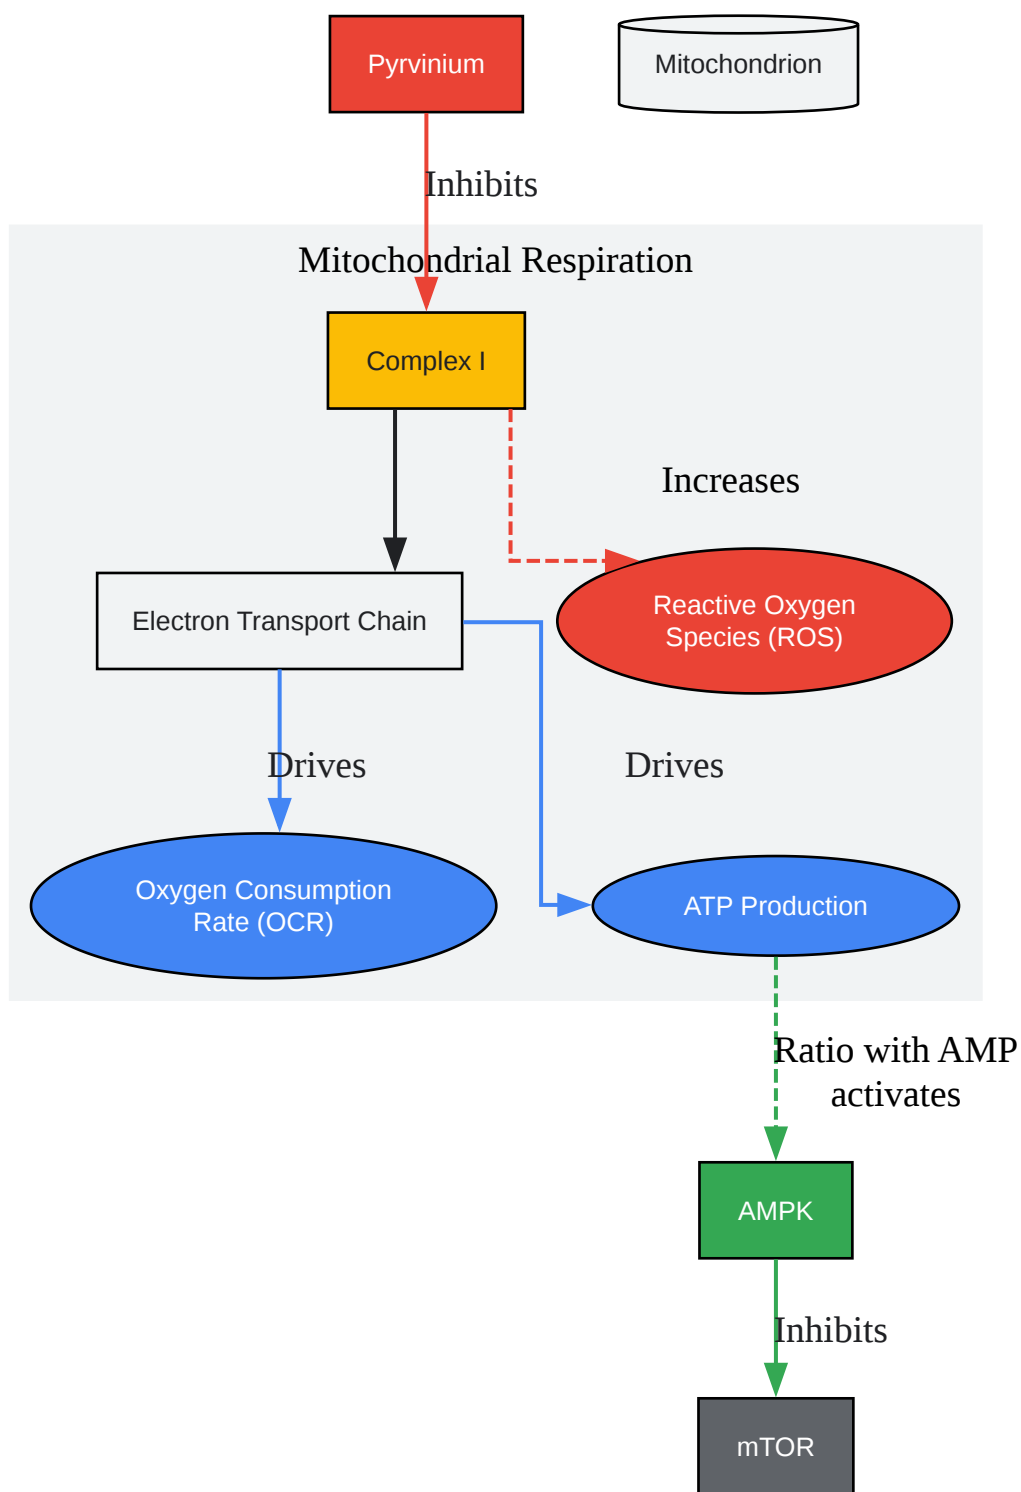 Pyrvinium
Mitochondrion
Inhibits
Mitochondrial Respiration
Complex I
Increases
Electron Transport Chain
Reactive Oxygen
Species (ROS)
Drives
Drives
Oxygen Consumption
Rate (OCR)
ATP Production
Ratio with AMP
activates
AMPK
Inhibits
mTOR